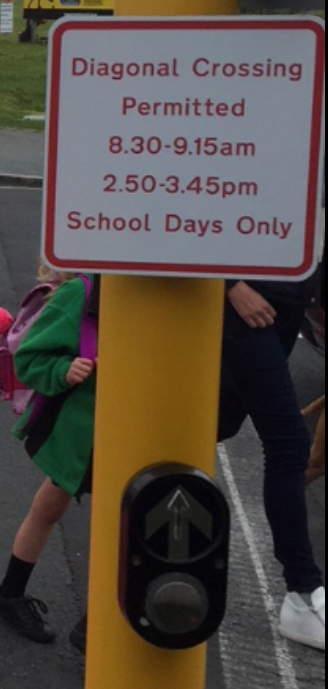 Diagonal Crossing
Permitted
8.30-9.15am
2.50-3.45pm
School Days Only